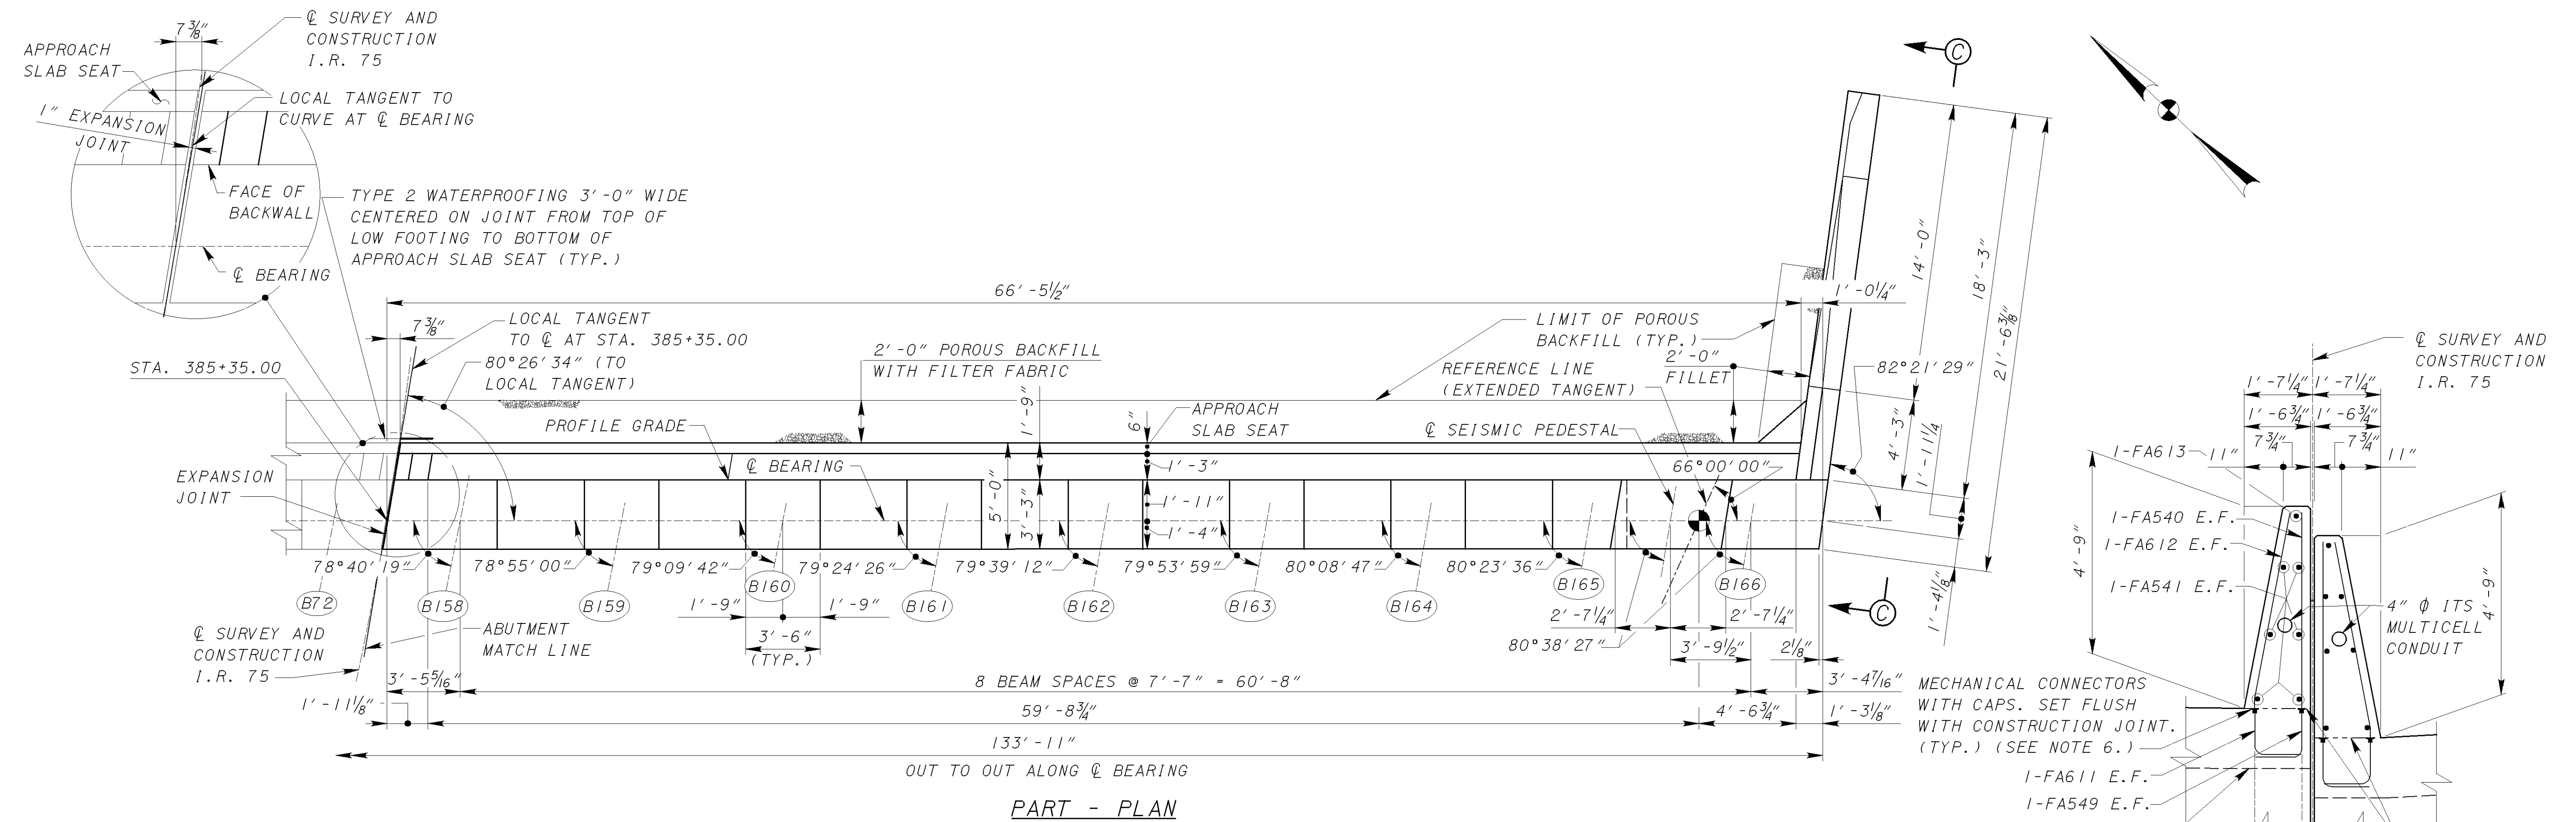 7 3/8"
℄ SURVEY AND
CONSTRUCTION
I.R. 75
APPROACH
SLAB SEAT
LOCAL TANGENT TO
CURVE AT ℄ BEARING
1" EXPANSION
JOINT
FACE OF
BACKWALL
℄ BEARING
TYPE 2 WATERPROOFING 3'-0" WIDE
CENTERED ON JOINT FROM TOP OF
LOW FOOTING TO BOTTOM OF
APPROACH SLAB SEAT (TYP.)
66'-5 1/2"
1'-0 1/4"
7 3/8"
LOCAL TANGENT
TO ℄ AT STA. 385+35.00
80°26'34" (TO
LOCAL TANGENT)
STA. 385+35.00
2'-0" POROUS BACKFILL
WITH FILTER FABRIC
LIMIT OF POROUS
BACKFILL (TYP.)
REFERENCE LINE
(EXTENDED TANGENT)
2'-0"
FILLET
82°21'29"
14'-0"
18'-3"
21'-6 3/8"
4'-3"
1'-11 1/4
1'-4 1/8"
C
C
PROFILE GRADE
℄ BEARING
1'-9"
6"
APPROACH
SLAB SEAT
1'-3"
℄ SEISMIC PEDESTAL
66°00'00"
EXPANSION
JOINT
5'-0"
3'-3"
1'-11"
1'-4"
78°40'19"
78°55'00"
79°09'42"
79°24'26"
79°39'12"
79°53'59"
80°08'47"
80°23'36"
80°38'27"
B72
B158
B159
B160
B161
B162
B163
B164
B165
B166
1'-9"
1'-9"
3'-6"
(TYP.)
2'-7 1/4"
2'-7 1/4"
3'-9 1/2"
2 1/8"
℄ SURVEY AND
CONSTRUCTION
I.R. 75
ABUTMENT
MATCH LINE
3'-5 5/16"
8 BEAM SPACES @ 7'-7" = 60'-8"
3'-4 7/16"
1'-11 1/8"
59'-8 3/4"
4'-6 3/4"
1'-3 1/8"
133'-11"
OUT TO OUT ALONG ℄ BEARING
PART - PLAN
℄ SURVEY AND
CONSTRUCTION
I.R. 75
1'-7 1/4"
1'-7 1/4"
1'-6 3/4"
1'-6 3/4"
7 3/4"
7 3/4"
11"
11"
1-FA613
1-FA540 E.F.
1-FA612 E.F.
1-FA541 E.F.
4'-9"
4'-9"
4" ϕ ITS
MULTICELL
CONDUIT
MECHANICAL CONNECTORS
WITH CAPS. SET FLUSH
WITH CONSTRUCTION JOINT.
(TYP.) (SEE NOTE 6.)
1-FA611 E.F.
1-FA549 E.F.